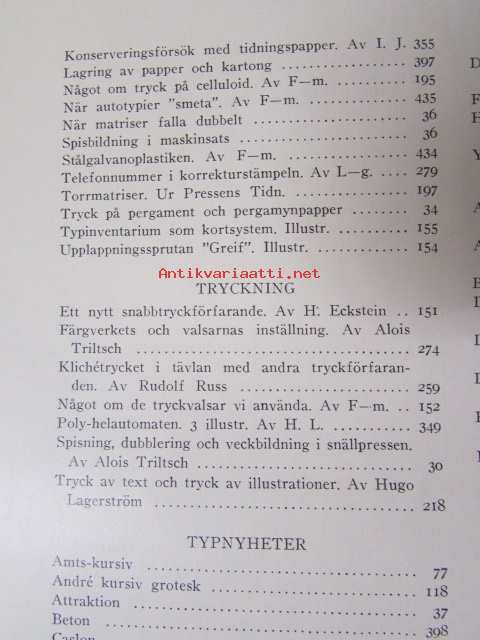 Konserveringsförsök med tidningspapper. Av I. J. 355
Lagring av papper och kartong .................. 397
Något om tryck på celluloid. Av F—m. ........ 195
När autotypier "smeta". Av F—m. .............. 435
När matriser falla dubbelt ........................ 36
Spisbildning i maskinsats .......................... 36
Stålgalvanoplastiken. Av F—m. .................. 434
Telefonnummer i korrekturstämpeln. Av L—g. .... 279
Torrmatriser. Ur Pressens Tidn. .................. 197
Tryck på pergament och pergamynpapper .......... 34
Typinventarium som kortsystem. Illustr. .......... 155
Upplappningssprutan "Greif". Illustr. ............ 154
Antikvariaatti.net
TRYCKNING
Ett nytt snabbtryckförfarande. Av H. Eckstein .. 151
Färgverkets och valsarnas inställning. Av Alois
Triltsch .......................................... 274
Klichétrycket i tävlan med andra tryckförfaran-
den. Av Rudolf Russ .............................. 259
Något om de tryckvalsar vi använda. Av F—m. .. 152
Poly-helautomaten. 3 illustr. Av H. L. ............ 349
Spisning, dubblering och veckbildning i snällpressen.
Av Alois Triltsch ................................ 30
Tryck av text och tryck av illustrationer. Av Hugo
Lagerström ........................................ 218
TYPNYHETER
Amts-kursiv ...................................... 77
André kursiv grotesk .............................. 118
Attraktion ........................................ 37
Beton ............................................ 398
Caslon